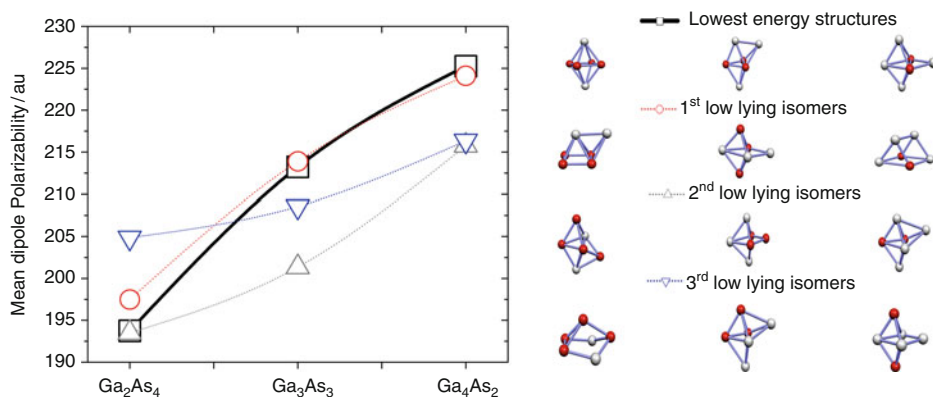 Mean dipole Polarizability/au
230
225
220
215
210
205
200
195
190
Ga₂As₄
Ga₃As₃
Ga₄As₂
Lowest energy structures
1ˢᵗ low lying isomers
2ⁿᵈ low lying isomers
3ʳᵈ low lying isomers